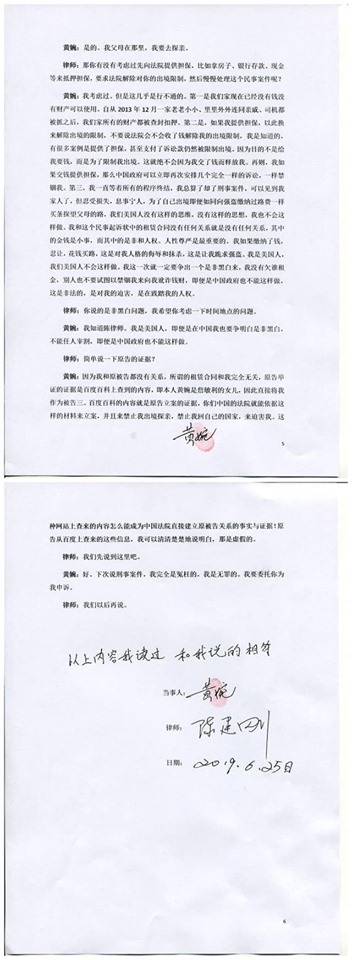 黄婉：是的。我父母在那里，我要去探亲。
律师：那你有没有考虑过先向法院提供担保，比如拿房子、银行存款、现金
等来抵押担保，要求法院解除对你的出境限制，然后慢慢处理这个民事案件呢？
黄婉：我考虑过，但是这几乎是行不通的。第一是我们家现在已经没有钱没
有财产可以使用。自从 2013 年 12 月一家老老小小、里里外外连同亲戚、司机都
被抓之后，我们家所有的财产都被查封扣押。第二是，如果我提供担保，以此换
来解除出境的限制，不要说法院会不会收了钱解除我的出境限制，我是知道的，
有很多案例是提供了担保，甚至支付了诉讼款仍然被限制出境。因为目的不是给
我要钱，而是为了限制我出境。这就绝不会因为我交了钱而释放我。再则，我如
果交钱提供担保，那么中国政府可以立即再次安排几个完全一样的诉讼，一样禁
锢我。第三，我一直等着所有的程序终结，我总算了却了刑事案件，可以见到我
家人了，但忍受损失，息事宁人，为了自己出境即便如同向强盗缴纳过路费一样
买条探望父母的路，我们美国人没有这样的思维，没有这样的思想，我也不会这
样做。我和这个民事起诉状中的租赁合同没有任何关系就是没有任何关系，其中
的金钱是小事，而其中的是非和人权、人性尊严是最重要的。我如果缴纳了钱，
忍让，花钱买路，这是对我人格的侮辱和抹杀，这是让我跪求强盗。我是美国人，
我们美国人不会这样做。我这一次就一定要争出一个是非黑白来，我没有欠谁租
金，别人也不要试图以禁锢我来向我讹诈钱财，即便是中国政府也不能这样做。
这是非法的，是对我的迫害，是在践踏我的人权。
律师：你说的是非黑白问题，我希望你考虑一下时间地点的问题。
黄婉：我知道陈律师。我是美国人，即便是在中国我也要争明白是非黑白，
不能任人宰割，即便是中国政府也不能这样做。
律师：简单说一下原告的证据？
黄婉：因为我和原被告都没有关系，所谓的租赁合同和我完全无关，原告举
证的证据是百度百科上查到的内容，即本人黄婉是詹敏利的女儿，因此直接将我
作为被告三。百度百科的内容就是原告立案的证据。你们中国的法院就能依据这
样的材料来立案，并且来禁止我出境探亲，禁止我回自己的国家，来迫害我。这
黄婉
5
种网站上查来的内容怎么能成为中国法院直接建立原被告关系的事实与证据！原
告从百度上查来的这些信息，我可以清清楚楚地说明白，那是虚假的。
律师：我们先说到这里吧。
黄婉：好。下次说刑事案件，我完全是冤枉的，我是无罪的。我要委托你为
我申诉。
律师：我们以后再说。
以上内容我读过 和我说的相符
当事人：黄婉
律师：陈建刚
日期：2019.6.25日
6